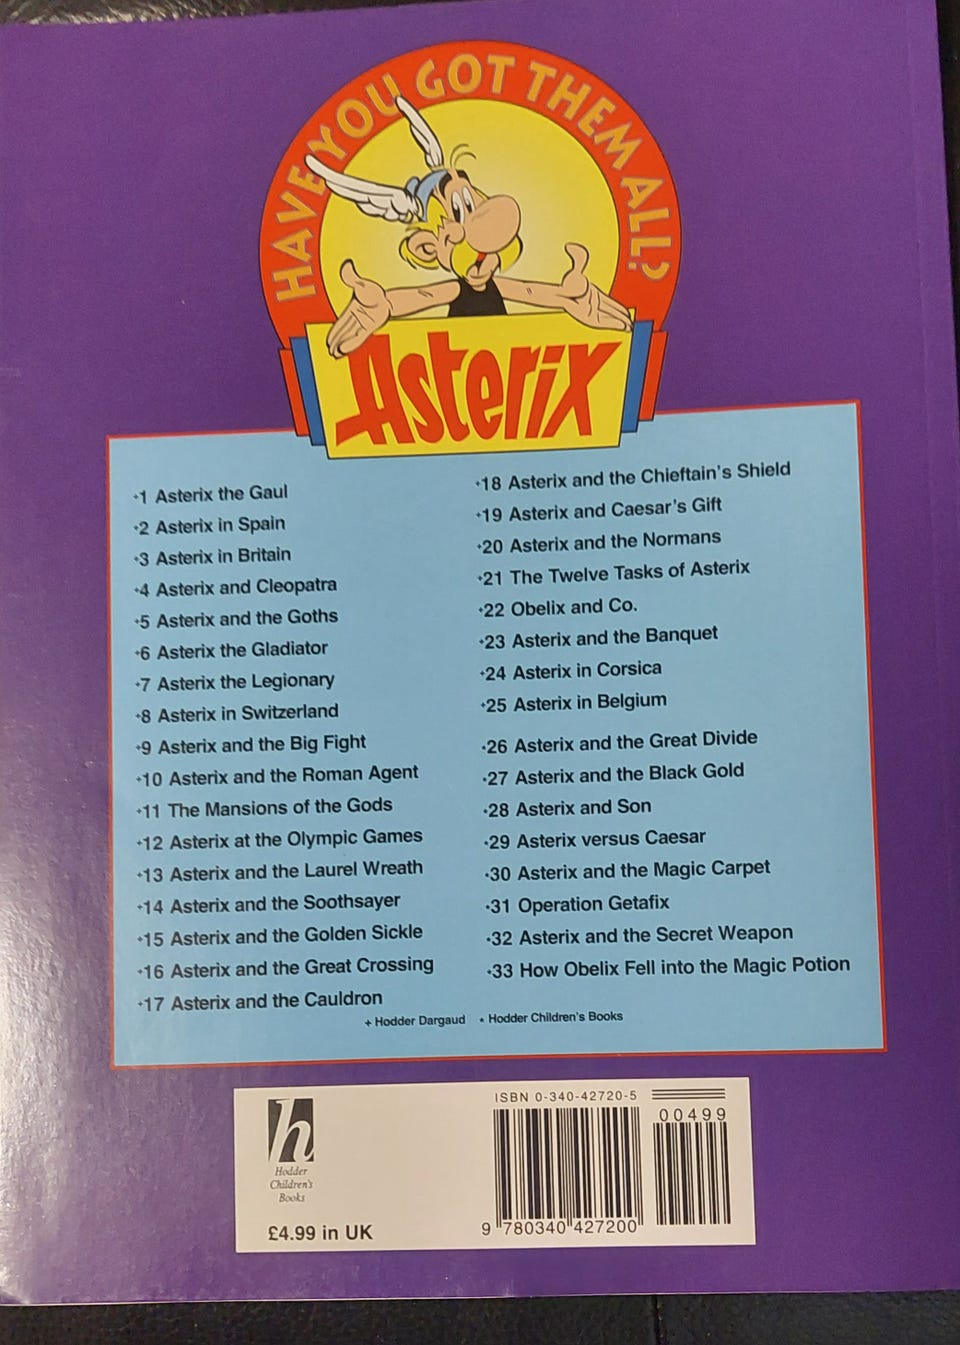 HAVE YOU GOT THEM ALL?
Asterix
+1 Asterix the Gaul
+2 Asterix in Spain
+3 Asterix in Britain
+4 Asterix and Cleopatra
+5 Asterix and the Goths
+6 Asterix the Gladiator
+7 Asterix the Legionary
+8 Asterix in Switzerland
+9 Asterix and the Big Fight
+10 Asterix and the Roman Agent
+11 The Mansions of the Gods
+12 Asterix at the Olympic Games
+13 Asterix and the Laurel Wreath
+14 Asterix and the Soothsayer
+15 Asterix and the Golden Sickle
+16 Asterix and the Great Crossing
+17 Asterix and the Cauldron
+18 Asterix and the Chieftain's Shield
+19 Asterix and Caesar's Gift
+20 Asterix and the Normans
+21 The Twelve Tasks of Asterix
+22 Obelix and Co.
+23 Asterix and the Banquet
+24 Asterix in Corsica
+25 Asterix in Belgium
•26 Asterix and the Great Divide
•27 Asterix and the Black Gold
•28 Asterix and Son
•29 Asterix versus Caesar
•30 Asterix and the Magic Carpet
•31 Operation Getafix
•32 Asterix and the Secret Weapon
•33 How Obelix Fell into the Magic Potion
+ Hodder Dargaud • Hodder Children's Books
h
Hodder
Children's
Books
£4.99 in UK
ISBN 0-340-42720-5
00499
9 780340 427200